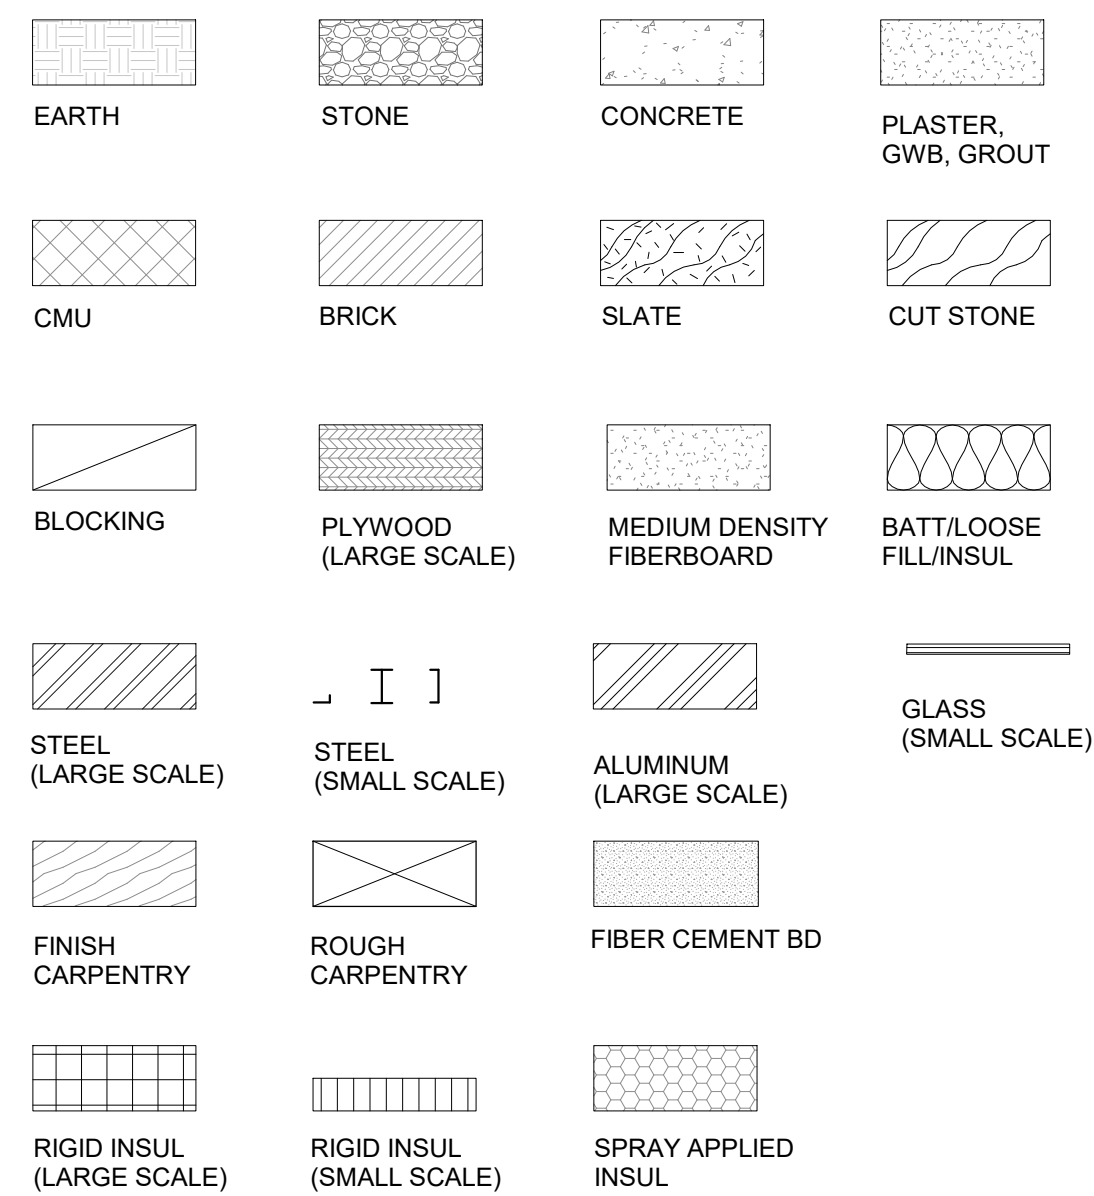 EARTH
STONE
CONCRETE
PLASTER,
GWB, GROUT
CMU
BRICK
SLATE
CUT STONE
BLOCKING
PLYWOOD
(LARGE SCALE)
MEDIUM DENSITY
FIBERBOARD
BATT/LOOSE
FILL/INSUL
STEEL
(LARGE SCALE)
STEEL
(SMALL SCALE)
ALUMINUM
(LARGE SCALE)
GLASS
(SMALL SCALE)
FINISH
CARPENTRY
ROUGH
CARPENTRY
FIBER CEMENT BD
RIGID INSUL
(LARGE SCALE)
RIGID INSUL
(SMALL SCALE)
SPRAY APPLIED
INSUL